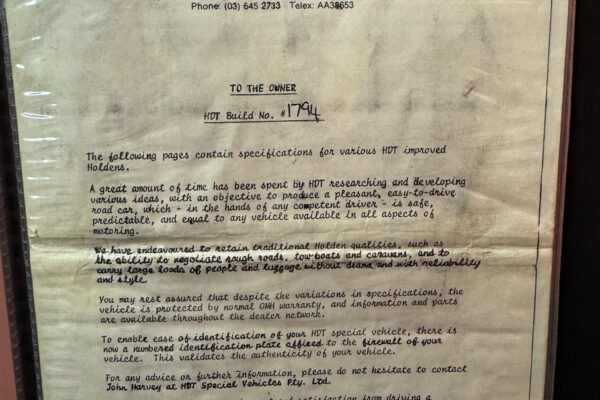 Phone: (03) 645 2733 Telex: AA38653
TO THE OWNER
HDT Build No. #1794
The following pages contain specifications for various HDT improved
Holdens.
A great amount of time has been spent by HDT researching and developing
various ideas, with an objective to produce a pleasant, easy-to-drive
road car, which - in the hands of any competent driver - is safe,
predictable, and equal to any vehicle available in all aspects of
motoring.
We have endeavoured to retain traditional Holden qualities, such as
the ability to negotiate rough roads, tow boats and caravans, and to
carry large loads of people and luggage without drama and with reliability
and style.
You may rest assured that despite the variations in specifications, the
vehicle is protected by normal GMH warranty, and information and parts
are available throughout the dealer network.
To enable ease of identification of your HDT special vehicle, there is
now a numbered identification plate affixed to the firewall of your
vehicle. This validates the authenticity of your vehicle.
For any advice or further information, please do not hesitate to contact
John Harvey at HDT Special Vehicles Pty. Ltd.
satisfaction from driving a